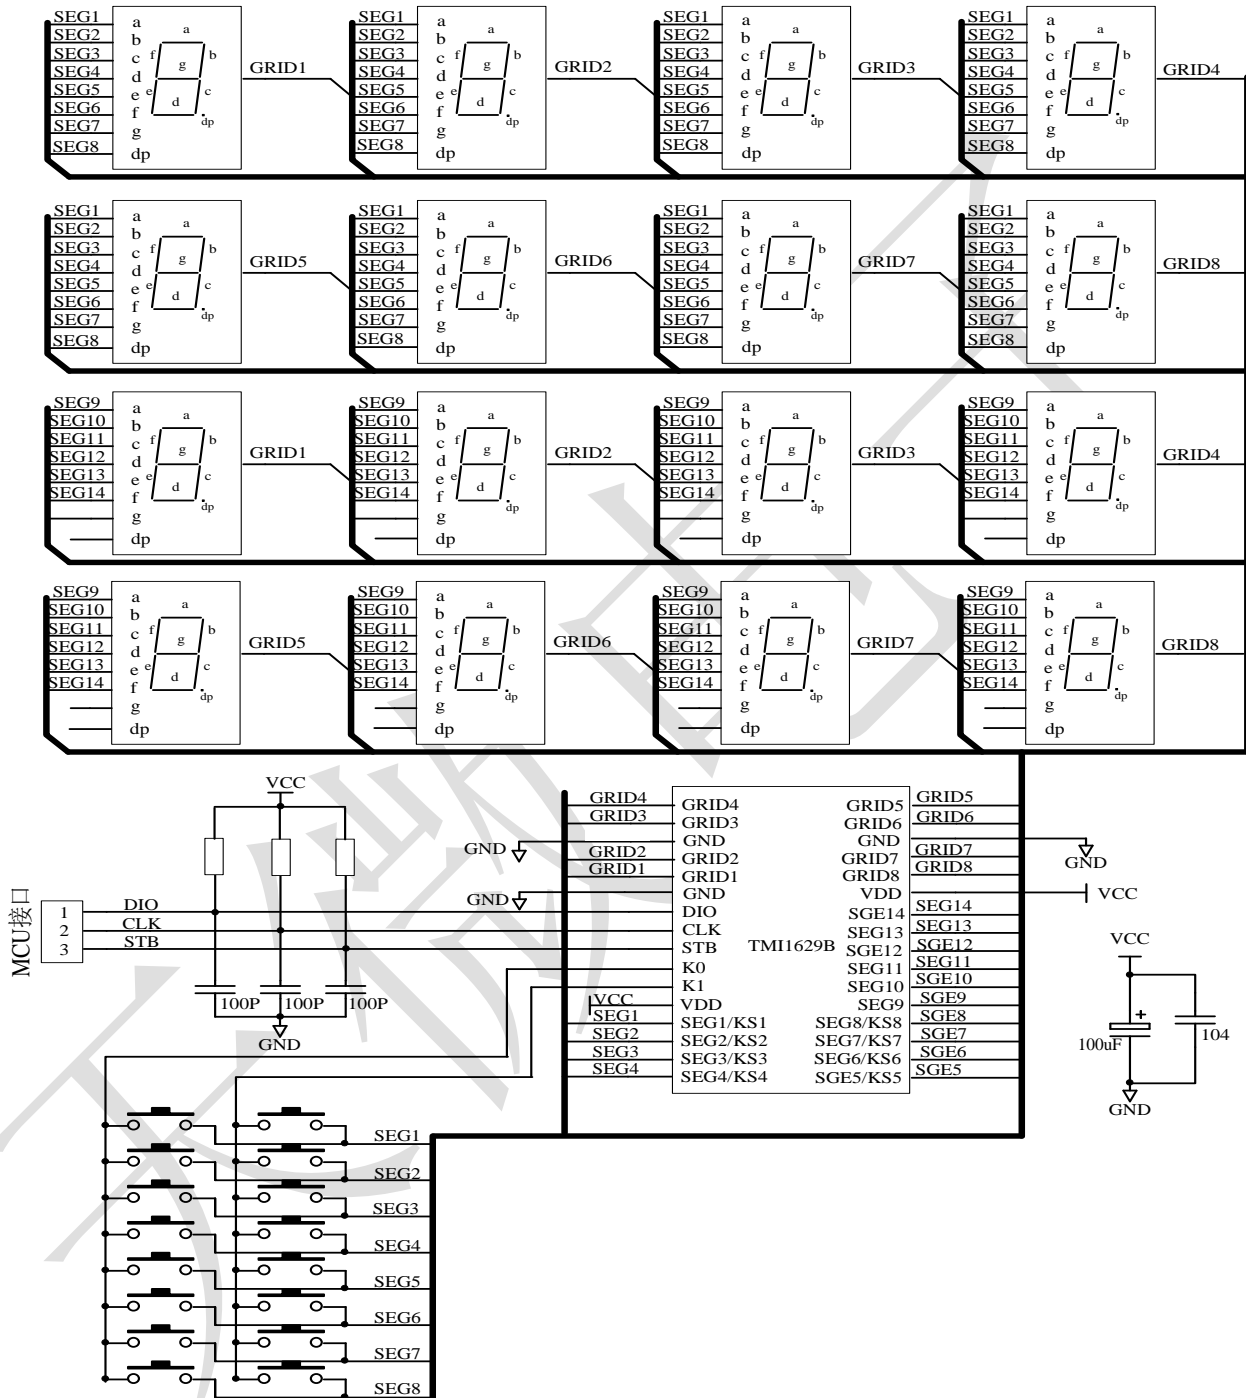 SEG1 a SEG1 a SEG1 a SEG1 a
SEG2 b a SEG2 b a SEG2 b a SEG2 b a
SEG3 c f b SEG3 c f b SEG3 c f b SEG3 c f b
SEG4 d g GRID1 SEG4 d g GRID2 SEG4 d g GRID3 SEG4 d g GRID4
SEG5 e e c SEG5 e e c SEG5 e e c SEG5 e e c
SEG6 f d SEG6 f d SEG6 f d SEG6 f d
SEG7 g dp SEG7 g dp SEG7 g dp SEG7 g dp
SEG8 dp SEG8 dp SEG8 dp SEG8 dp
SEG1 a SEG1 a SEG1 a SEG1 a
SEG2 b a SEG2 b a SEG2 b a SEG2 b a
SEG3 c f b SEG3 c f b SEG3 c f b SEG3 c f b
SEG4 d g GRID5 SEG4 d g GRID6 SEG4 d g GRID7 SEG4 d g GRID8
SEG5 e e c SEG5 e e c SEG5 e e c SEG5 e e c
SEG6 f d SEG6 f d SEG6 f d SEG6 f d
SEG7 g dp SEG7 g dp SEG7 g dp SEG7 g dp
SEG8 dp SEG8 dp SEG8 dp SEG8 dp
SEG9 a SEG9 a SEG9 a SEG9 a
SEG10 b a SEG10 b a SEG10 b a SEG10 b a
SEG11 c f b SEG11 c f b SEG11 c f b SEG11 c f b
SEG12 d g GRID1 SEG12 d g GRID2 SEG12 d g GRID3 SEG12 d g GRID4
SEG13 e e c SEG13 e e c SEG13 e e c SEG13 e e c
SEG14 f d SEG14 f d SEG14 f d SEG14 f d
g dp g dp g dp g dp
dp dp dp dp
SEG9 a SEG9 a SEG9 a SEG9 a
SEG10 b a SEG10 b a SEG10 b a SEG10 b a
SEG11 c f b SEG11 c f b SEG11 c f b SEG11 c f b
SEG12 d g GRID5 SEG12 d g GRID6 SEG12 d g GRID7 SEG12 d g GRID8
SEG13 e e c SEG13 e e c SEG13 e e c SEG13 e e c
SEG14 f d SEG14 f d SEG14 f d SEG14 f d
g dp g dp g dp g dp
dp dp dp dp
VCC
GRID4 GRID4 GRID5 GRID5
GRID3 GRID3 GRID6 GRID6
GND GND GND GND
GRID2 GRID2 GRID7 GRID7
GRID1 GRID1 GRID8 GRID8
GND GND VDD VCC
MCU接口
1 DIO DIO SGE14 SEG14
2 CLK CLK SEG13 SEG13
3 STB STB TMI1629B SGE12 SGE12
K0 SEG11 SEG11
K1 SEG10 SGE10
100P 100P 100P
VCC VDD SEG9 SGE9
SEG1 SEG1/KS1 SEG8/KS8 SGE8
GND
SEG2 SEG2/KS2 SEG7/KS7 SGE7
SEG3 SEG3/KS3 SEG6/KS6 SGE6
SEG4 SEG4/KS4 SGE5/KS5 SGE5
VCC
+
100uF 104
GND
SEG1
SEG2
SEG3
SEG4
SEG5
SEG6
SEG7
SEG8